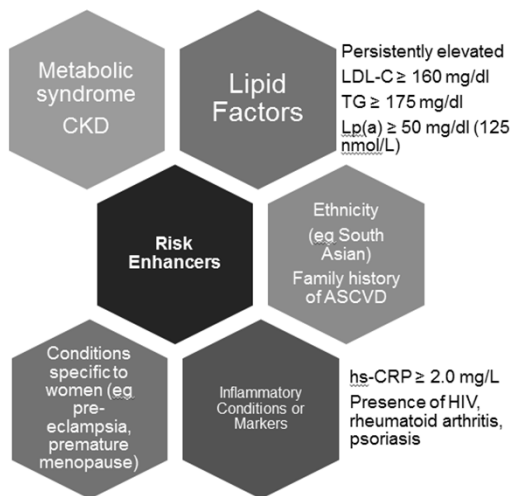 Metabolic
syndrome
CKD
Lipid
Factors
Persistently elevated
LDL-C ≥ 160 mg/dl
TG ≥ 175 mg/dl
Lp(a) ≥ 50 mg/dl (125
nmol/L)
Risk
Enhancers
Ethnicity
(eg South
Asian)
Family history
of ASCVD
Conditions
specific to
women (eg
pre-
eclampsia,
premature
menopause)
Inflammatory
Conditions or
Markers
hs-CRP ≥ 2.0 mg/L
Presence of HIV,
rheumatoid arthritis,
psoriasis